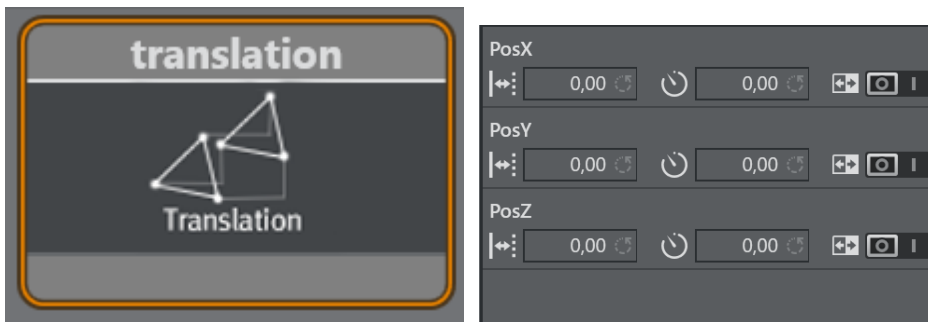 translation
Translation
PosX
0,00 0,00
PosY
0,00 0,00
PosZ
0,00 0,00